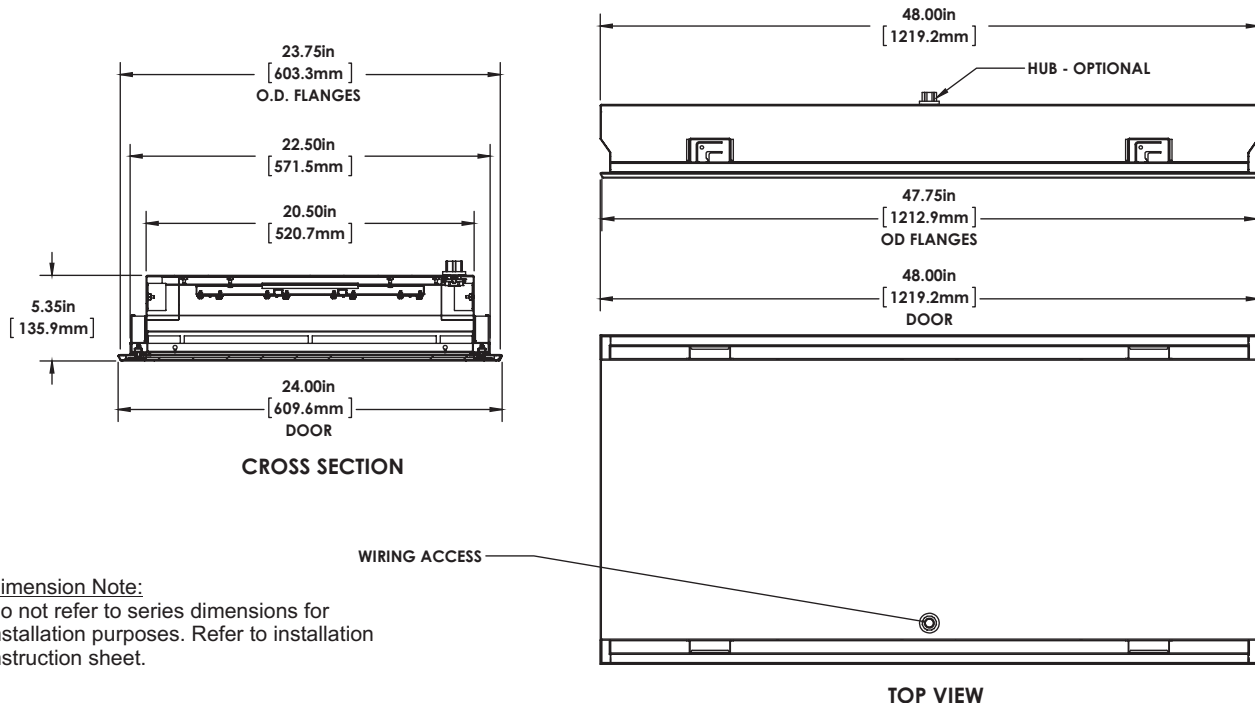 23.75in
[603.3mm]
O.D. FLANGES
22.50in
[571.5mm]
20.50in
[520.7mm]
5.35in
[135.9mm]
24.00in
[609.6mm]
DOOR
CROSS SECTION
48.00in
[1219.2mm]
HUB - OPTIONAL
47.75in
[1212.9mm]
OD FLANGES
48.00in
[1219.2mm]
DOOR
WIRING ACCESS
imension Note:
o not refer to series dimensions for
nstallation purposes. Refer to installation
nstruction sheet.
TOP VIEW